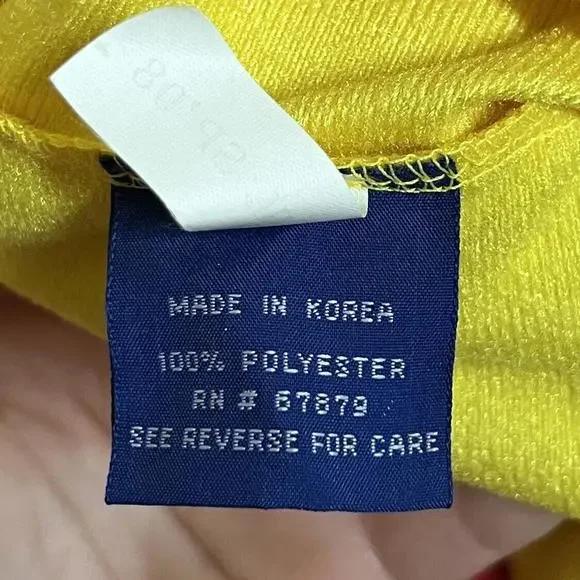 MADE IN KOREA
100% POLYESTER
RN # 67879
SEE REVERSE FOR CARE